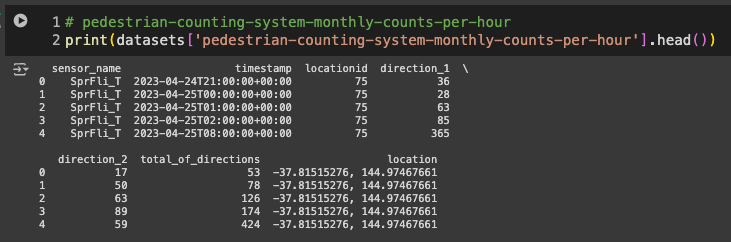 1 # pedestrian-counting-system-monthly-counts-per-hour
2 print(datasets['pedestrian-counting-system-monthly-counts-per-hour'].head())
sensor_name timestamp locationid direction_1 \
0 SprFli_T 2023-04-24T21:00:00+00:00 75 36
1 SprFli_T 2023-04-25T00:00:00+00:00 75 28
2 SprFli_T 2023-04-25T01:00:00+00:00 75 63
3 SprFli_T 2023-04-25T02:00:00+00:00 75 85
4 SprFli_T 2023-04-25T08:00:00+00:00 75 365
direction_2 total_of_directions location
0 17 53 -37.81515276, 144.97467661
1 50 78 -37.81515276, 144.97467661
2 63 126 -37.81515276, 144.97467661
3 89 174 -37.81515276, 144.97467661
4 59 424 -37.81515276, 144.97467661